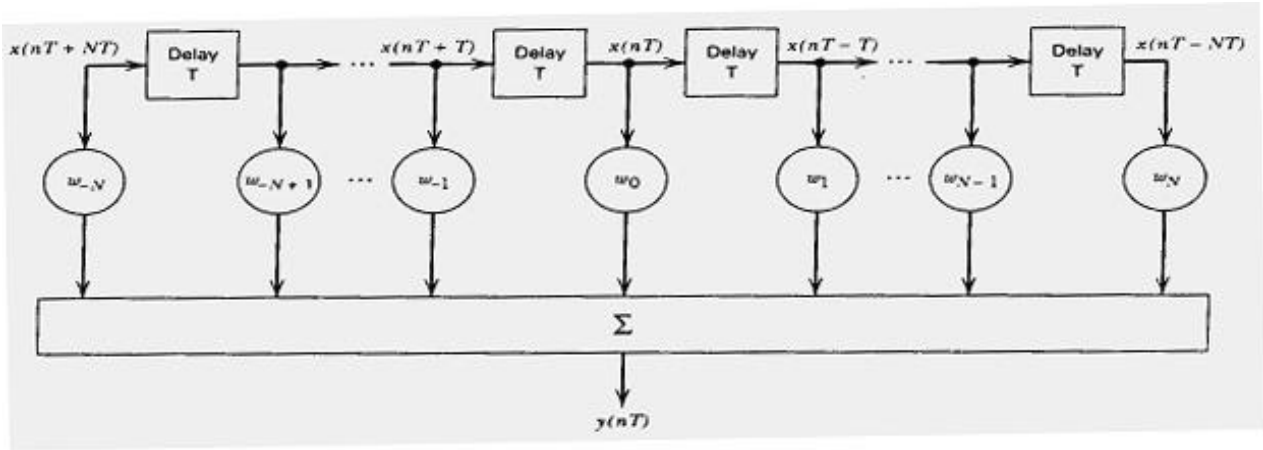 x(nT + NT) Delay T ... x(nT + T) Delay T x(nT) Delay T x(nT − T) ... Delay T x(nT − NT)
w₋N w₋N + 1 ... w₋1 w0 w1 ... wN − 1 wN
Σ
y(nT)